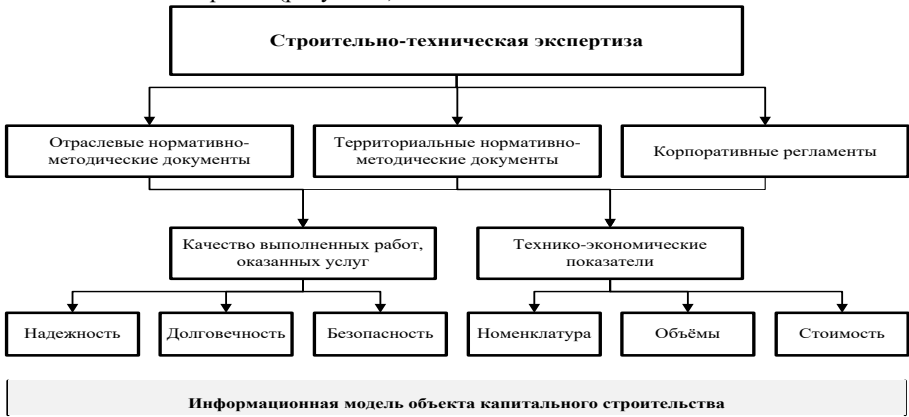 Строительно-техническая экспертиза
Отраслевые нормативно-
методические документы
Территориальные нормативно-
методические документы
Корпоративные регламенты
Качество выполненных работ,
оказанных услуг
Технико-экономические
показатели
Надежность
Долговечность
Безопасность
Номенклатура
Объёмы
Стоимость
Информационная модель объекта капитального строительства